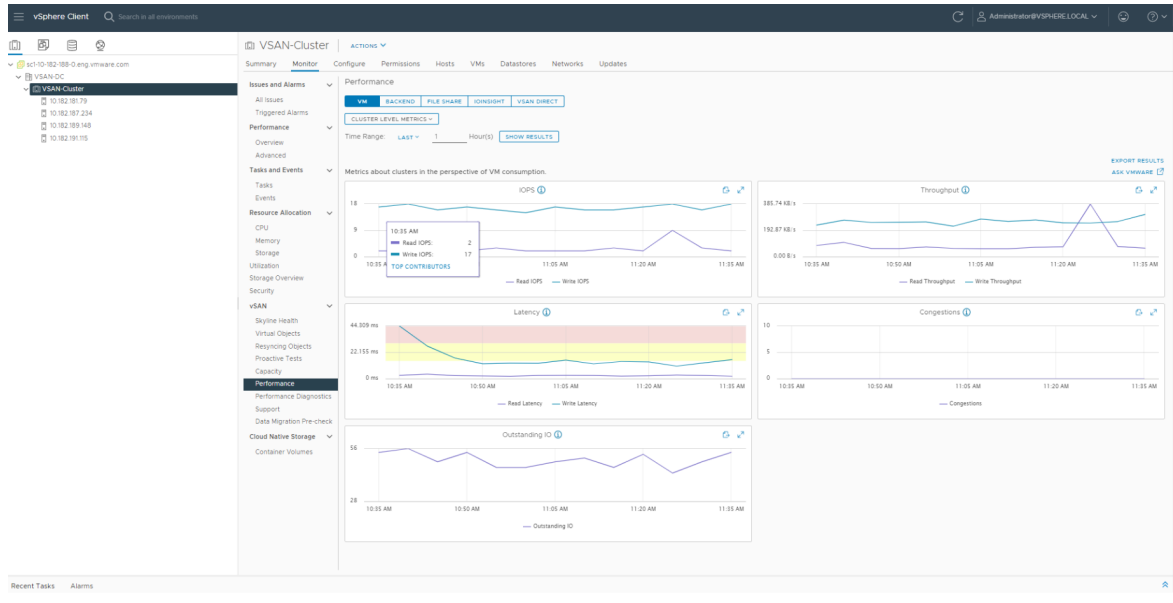 vSphere Client
Search in all environments
Administrator@VSPHERE.LOCAL
sc1-10-182-188-0.eng.vmware.com
VSAN-DC
VSAN-Cluster
10.182.181.79
10.182.187.234
10.182.189.148
10.182.191.115
VSAN-Cluster
ACTIONS
Summary Monitor Configure Permissions Hosts VMs Datastores Networks Updates
Issues and Alarms
All Issues
Triggered Alarms
Performance
Overview
Advanced
Tasks and Events
Tasks
Events
Resource Allocation
CPU
Memory
Storage
Utilization
Storage Overview
Security
vSAN
Skyline Health
Virtual Objects
Resyncing Objects
Proactive Tests
Capacity
Performance
Performance Diagnostics
Support
Data Migration Pre-check
Cloud Native Storage
Container Volumes
Performance
VM BACKEND FILE SHARE IOINSIGHT VSAN DIRECT
CLUSTER LEVEL METRICS
Time Range: LAST 1 Hour(s) SHOW RESULTS
EXPORT RESULTS
Metrics about clusters in the perspective of VM consumption.
ASK VMWARE
IOPS
18
9
0
10:35 AM
Read IOPS: 2
Write IOPS: 17
TOP CONTRIBUTORS
10:35 A 11:05 AM 11:20 AM 11:35 AM
Read IOPS Write IOPS
Throughput
385.74 KB/s
192.87 KB/s
0.00 B/s
10:35 AM 10:50 AM 11:05 AM 11:20 AM 11:35 AM
Read Throughput Write Throughput
Latency
44.309 ms
22.155 ms
0 ms
10:35 AM 10:50 AM 11:05 AM 11:20 AM 11:35 AM
Read Latency Write Latency
Congestions
10
5
0
10:35 AM 10:50 AM 11:05 AM 11:20 AM 11:35 AM
Congestions
Outstanding IO
56
28
10:35 AM 10:50 AM 11:05 AM 11:20 AM 11:35 AM
Outstanding IO
Recent Tasks Alarms